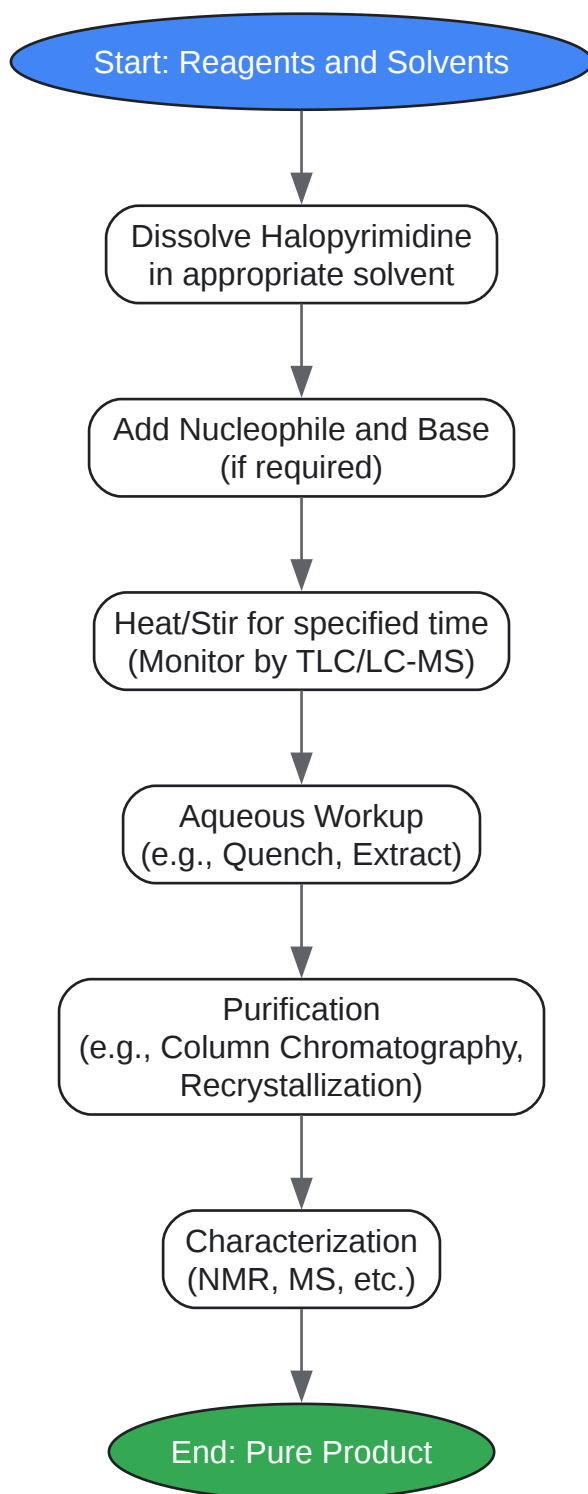 Start: Reagents and Solvents
Dissolve Halopyrimidine
in appropriate solvent
Add Nucleophile and Base
(if required)
Heat/Stir for specified time
(Monitor by TLC/LC-MS)
Aqueous Workup
(e.g., Quench, Extract)
Purification
(e.g., Column Chromatography,
Recrystallization)
Characterization
(NMR, MS, etc.)
End: Pure Product